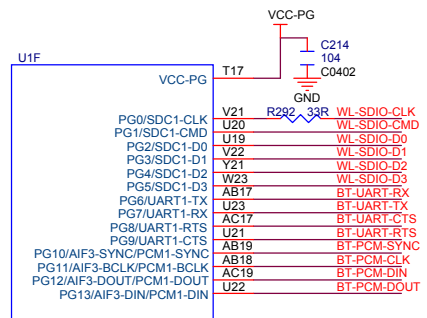 VCC-PG
C214
104
C0402
GND
U1F
VCC-PG T17
PG0/SDC1-CLK V21 R292 33R WL-SDIO-CLK
PG1/SDC1-CMD U20 WL-SDIO-CMD
PG2/SDC1-D0 U19 WL-SDIO-D0
PG3/SDC1-D1 V22 WL-SDIO-D1
PG4/SDC1-D2 Y21 WL-SDIO-D2
PG5/SDC1-D3 W23 WL-SDIO-D3
PG6/UART1-TX AB17 BT-UART-RX
PG7/UART1-RX U23 BT-UART-TX
PG8/UART1-RTS AC17 BT-UART-CTS
PG9/UART1-CTS U21 BT-UART-RTS
PG10/AIF3-SYNC/PCM1-SYNC AB19 BT-PCM-SYNC
PG11/AIF3-BCLK/PCM1-BCLK AB18 BT-PCM-CLK
PG12/AIF3-DOUT/PCM1-DOUT AC19 BT-PCM-DIN
PG13/AIF3-DIN/PCM1-DIN U22 BT-PCM-DOUT